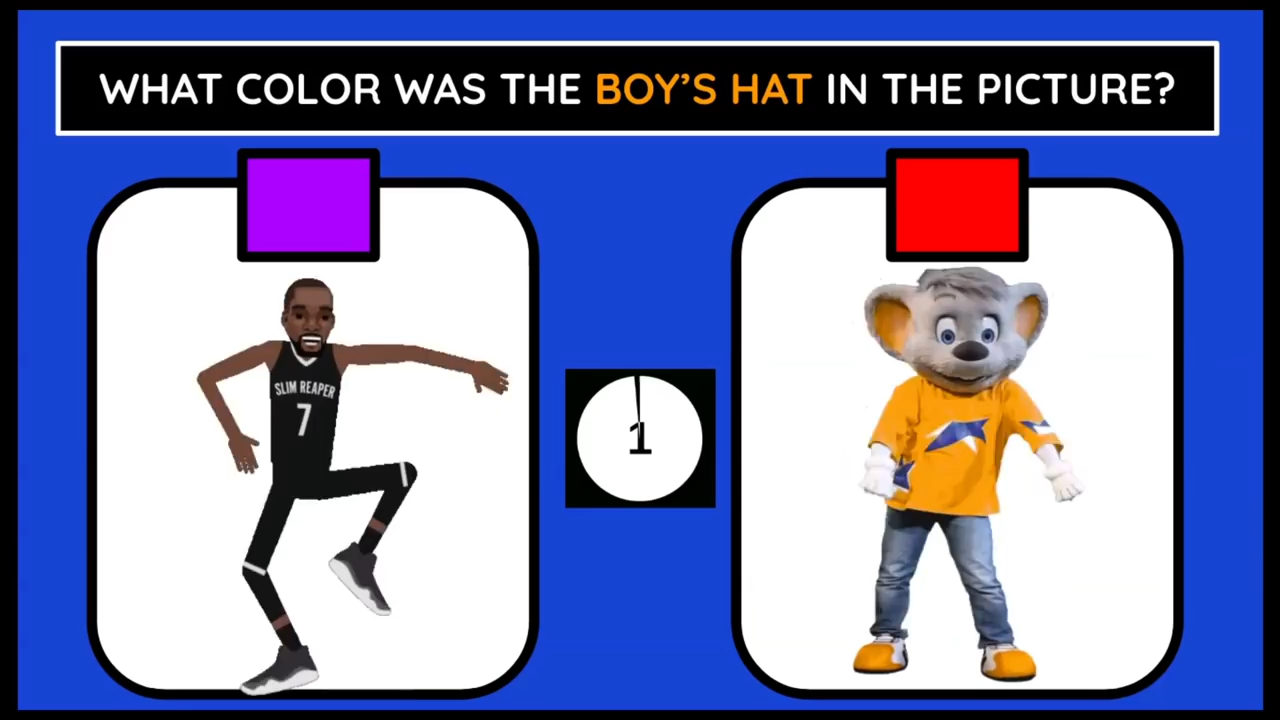 WHAT COLOR WAS THE BOY'S HAT IN THE PICTURE?
SLIM REAPER
7
1